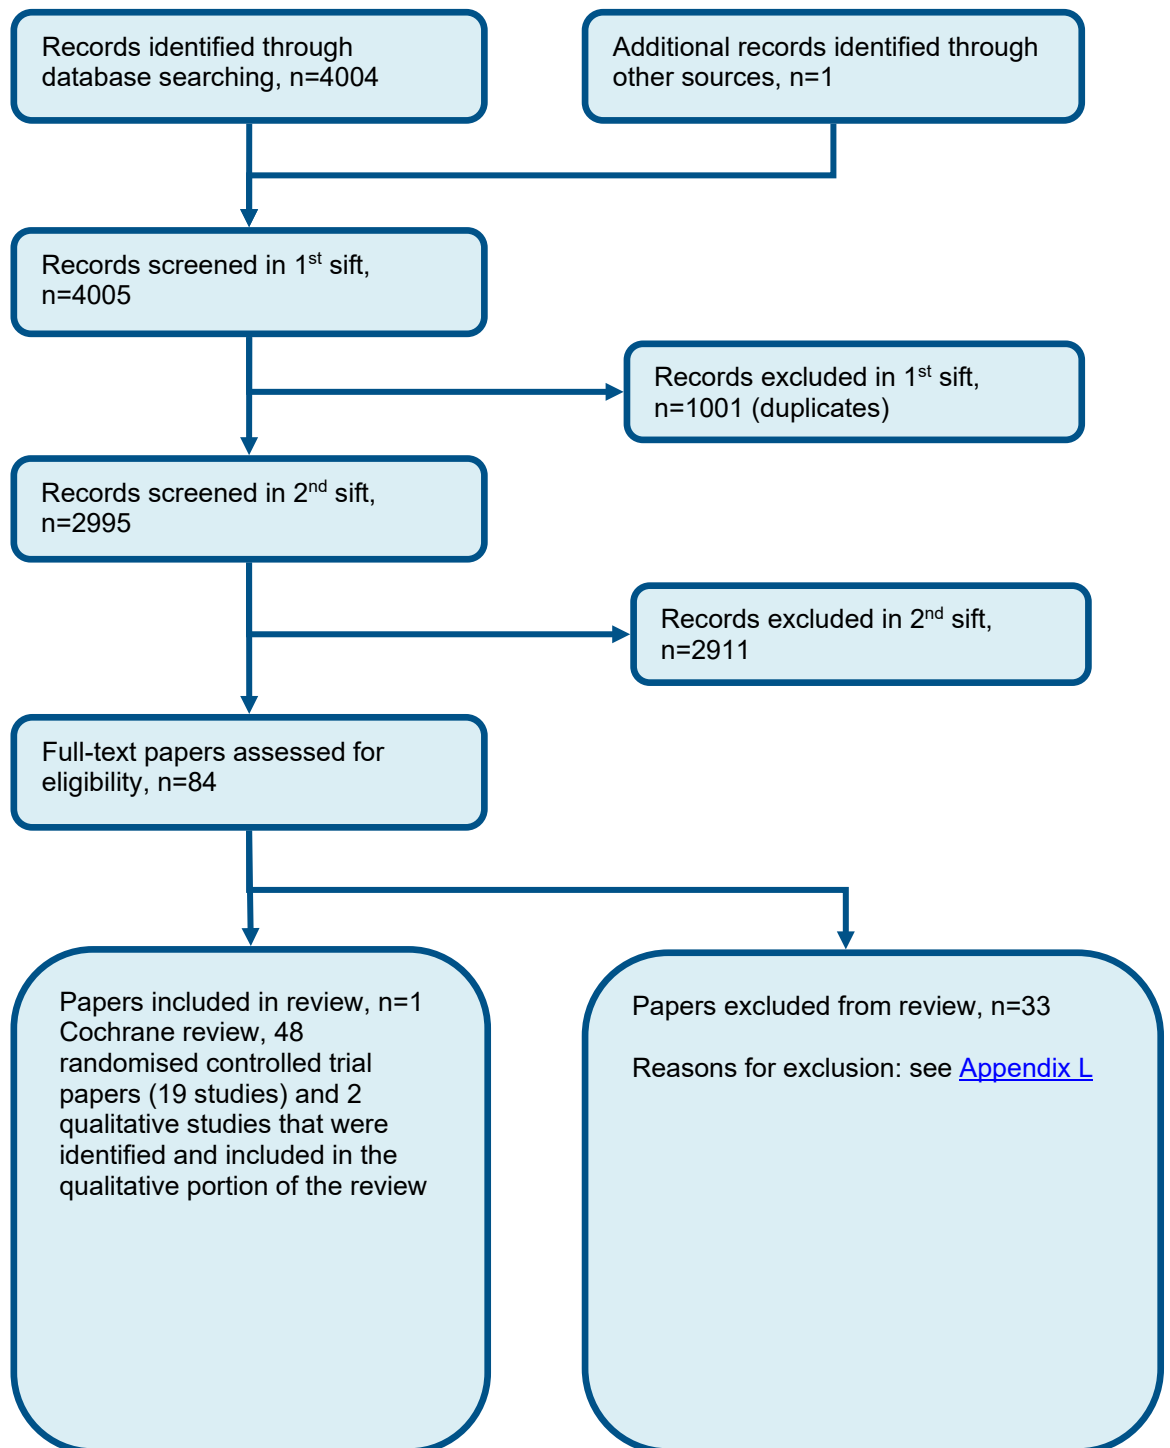 Records identified through
database searching, n=4004
Additional records identified through
other sources, n=1
Records screened in 1st sift,
n=4005
Records excluded in 1st sift,
n=1001 (duplicates)
Records screened in 2nd sift,
n=2995
Records excluded in 2nd sift,
n=2911
Full-text papers assessed for
eligibility, n=84
Papers included in review, n=1
Cochrane review, 48
randomised controlled trial
papers (19 studies) and 2
qualitative studies that were
identified and included in the
qualitative portion of the review
Papers excluded from review, n=33
Reasons for exclusion: see Appendix L